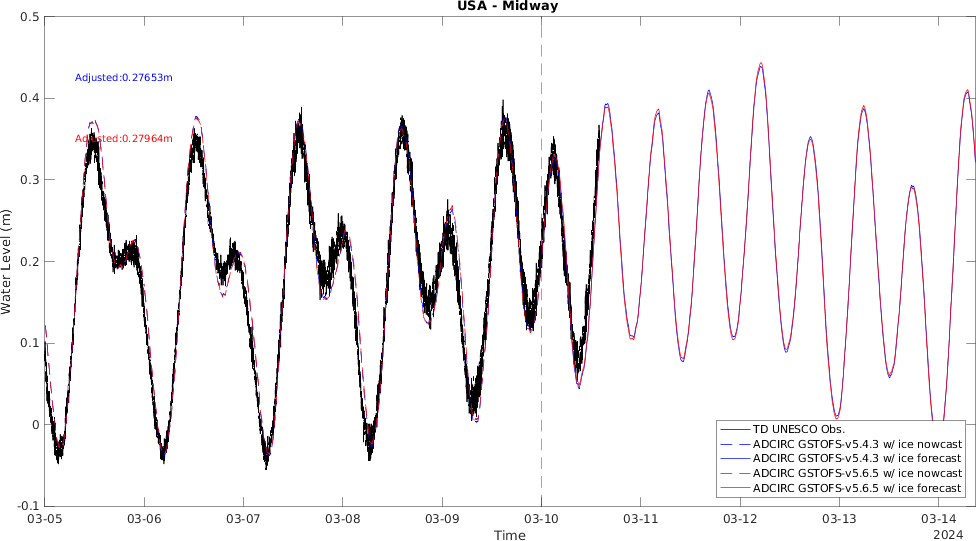 USA - Midway
0.5
0.4
0.3
0.2
0.1
0
-0.1
Water Level (m)
Adjusted:0.27653m
Adjusted:0.27964m
TD UNESCO Obs.
ADCIRC GSTOFS-v5.4.3 w/ ice nowcast
ADCIRC GSTOFS-v5.4.3 w/ ice forecast
ADCIRC GSTOFS-v5.6.5 w/ ice nowcast
ADCIRC GSTOFS-v5.6.5 w/ ice forecast
03-05 03-06 03-07 03-08 03-09 03-10 03-11 03-12 03-13 03-14
Time
2024